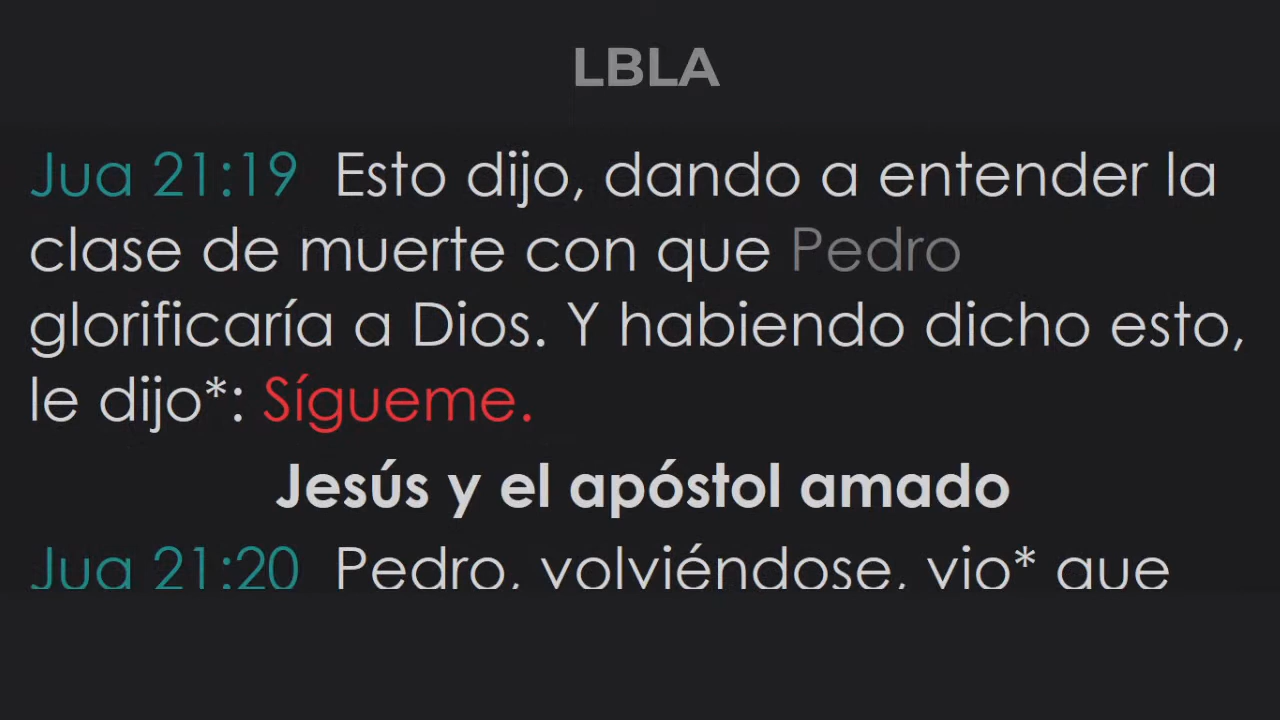 LBLA
Jua 21:19 Esto dijo, dando a entender la
clase de muerte con que Pedro
glorificaría a Dios. Y habiendo dicho esto,
le dijo*: Sígueme.
Jesús y el apóstol amado
Jua 21:20 Pedro, volviéndose, vio* que